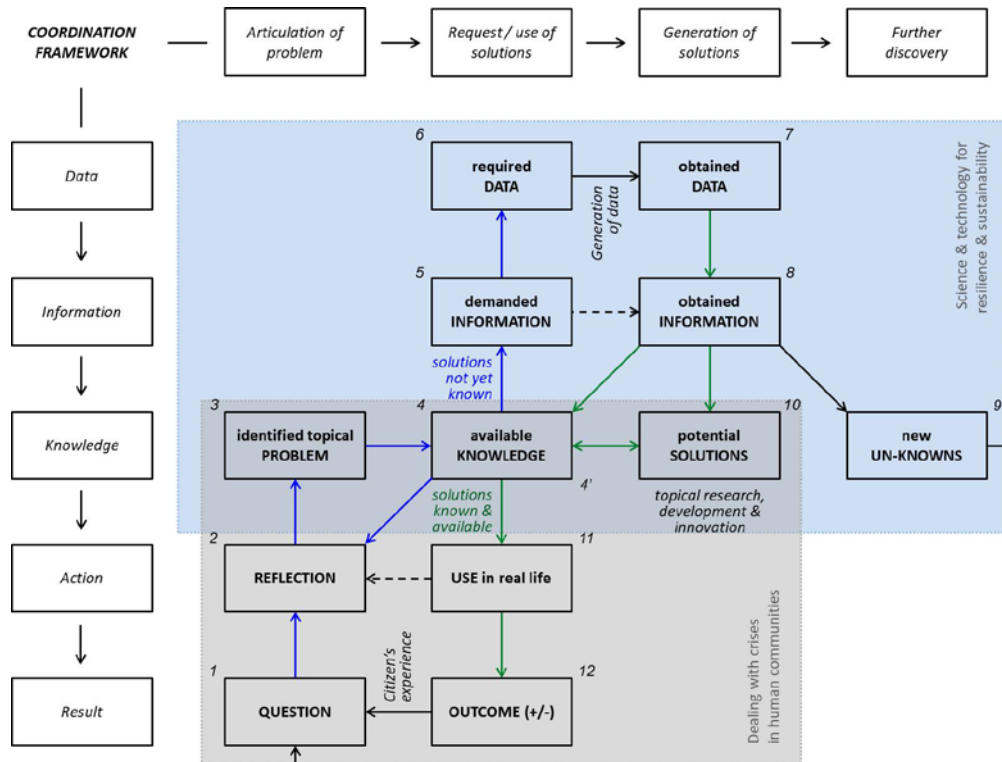 COORDINATION
FRAMEWORK
Articulation of
problem
Request / use of
solutions
Generation of
solutions
Further
discovery
Data
6
required
DATA
Generation
of data
7
obtained
DATA
Science & technology for
resilience & sustainability
Information
5
demanded
INFORMATION
8
obtained
INFORMATION
solutions
not yet
known
Knowledge
3
identified topical
PROBLEM
4
available
KNOWLEDGE
4'
10
potential
SOLUTIONS
9
new
UN-KNOWNS
solutions
known &
available
topical research,
development &
innovation
Action
2
REFLECTION
11
USE in real life
Dealing with crises
in human communities
Result
1
QUESTION
Citizen's
experience
12
OUTCOME (+/-)